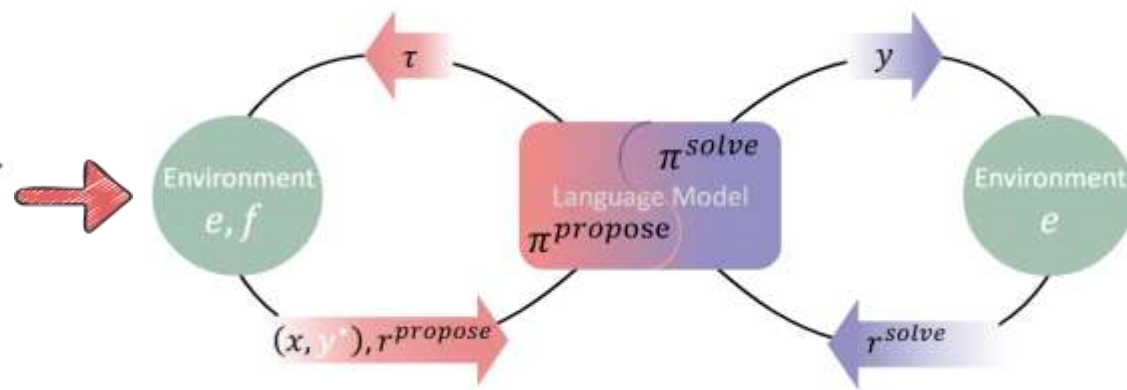 τ
y
Environment
e, f
π^{solve}
Language Model
π^{propose}
Environment
e
(x, y*), r^{propose}
r^{solve}